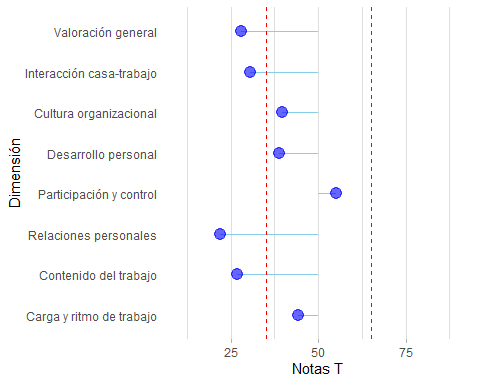 Valoración general
Interacción casa-trabajo
Cultura organizacional
Desarrollo personal
Participación y control
Relaciones personales
Contenido del trabajo
Carga y ritmo de trabajo
Dimensión
25 50 75
Notas T